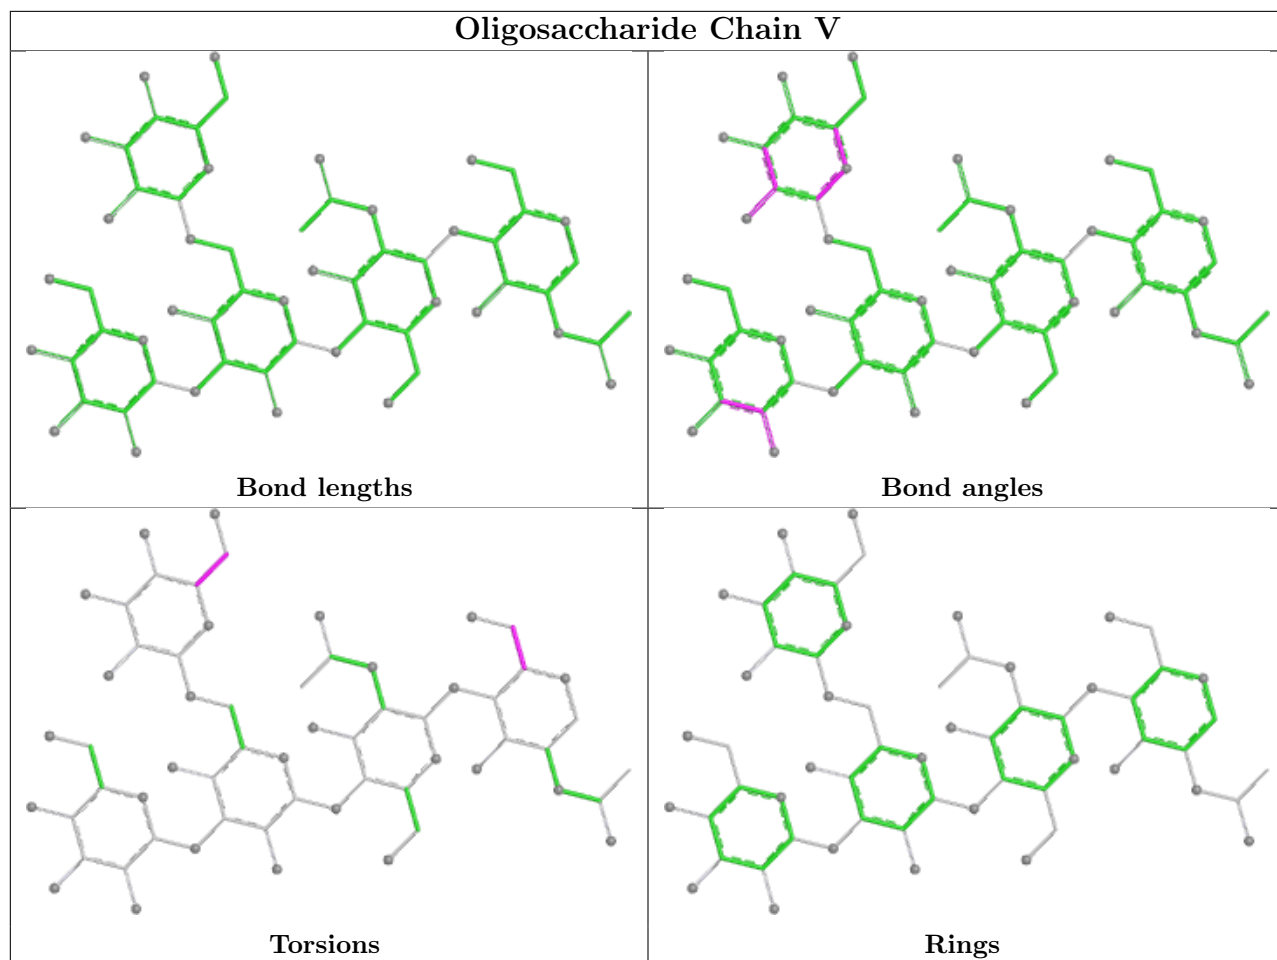 Oligosaccharide Chain V
Bond lengths
Bond angles
Torsions
Rings